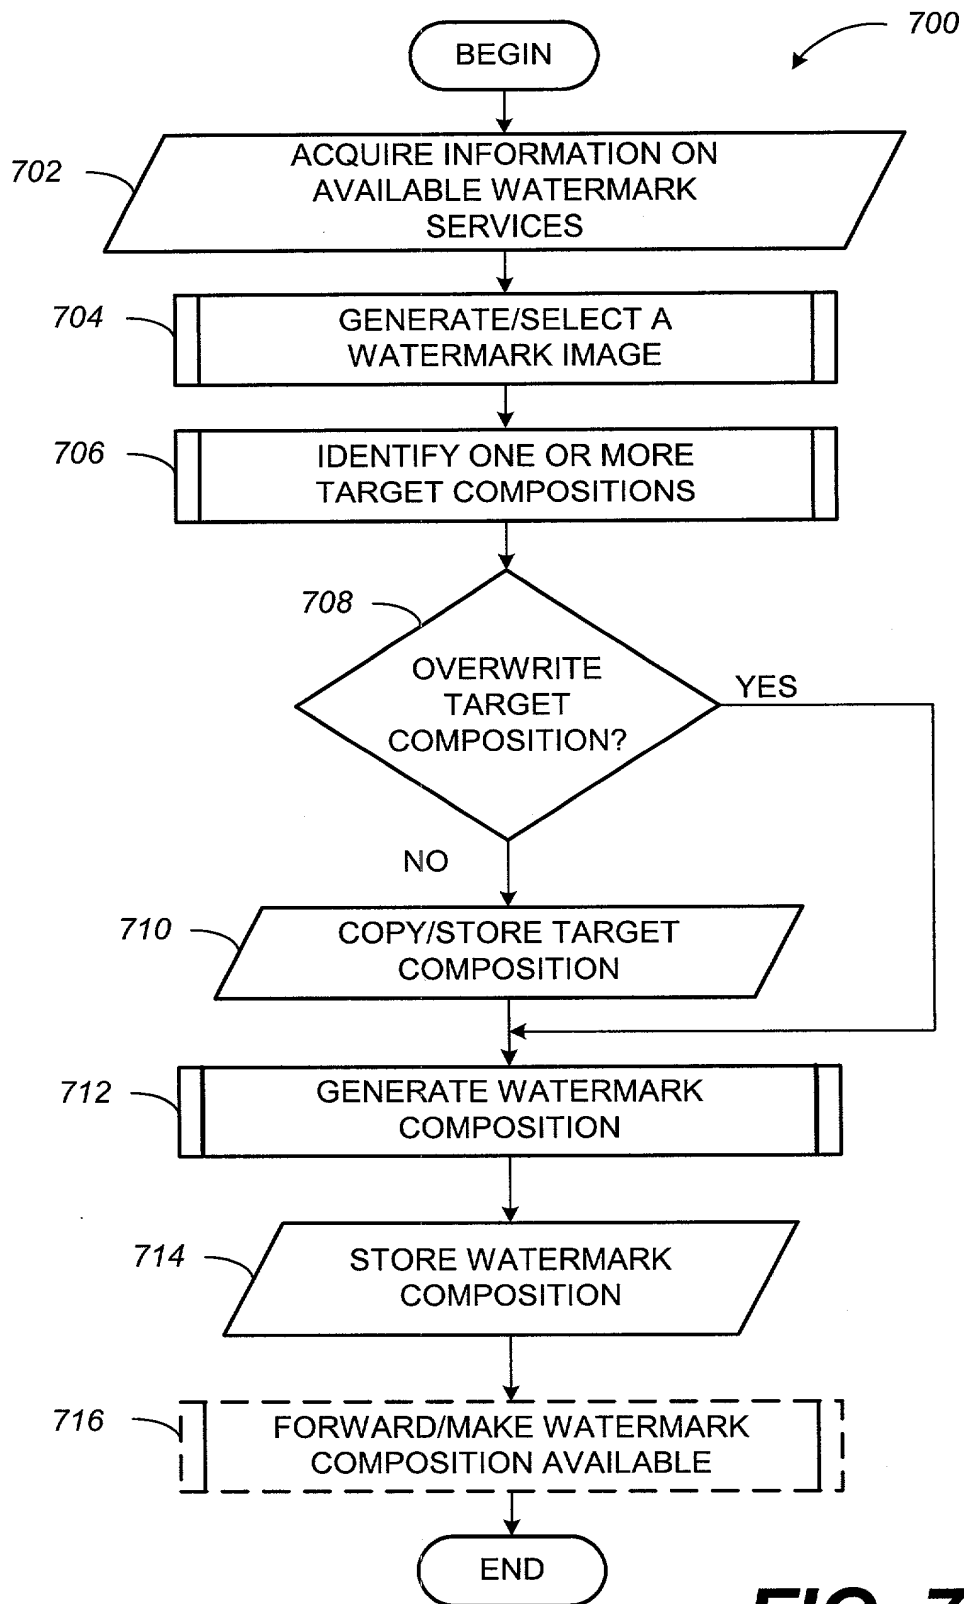 700
BEGIN
702
ACQUIRE INFORMATION ON
AVAILABLE WATERMARK
SERVICES
704
GENERATE/SELECT A
WATERMARK IMAGE
706
IDENTIFY ONE OR MORE
TARGET COMPOSITIONS
708
OVERWRITE
TARGET
COMPOSITION?
YES
NO
710
COPY/STORE TARGET
COMPOSITION
712
GENERATE WATERMARK
COMPOSITION
714
STORE WATERMARK
COMPOSITION
716
FORWARD/MAKE WATERMARK
COMPOSITION AVAILABLE
END
FIG. 7